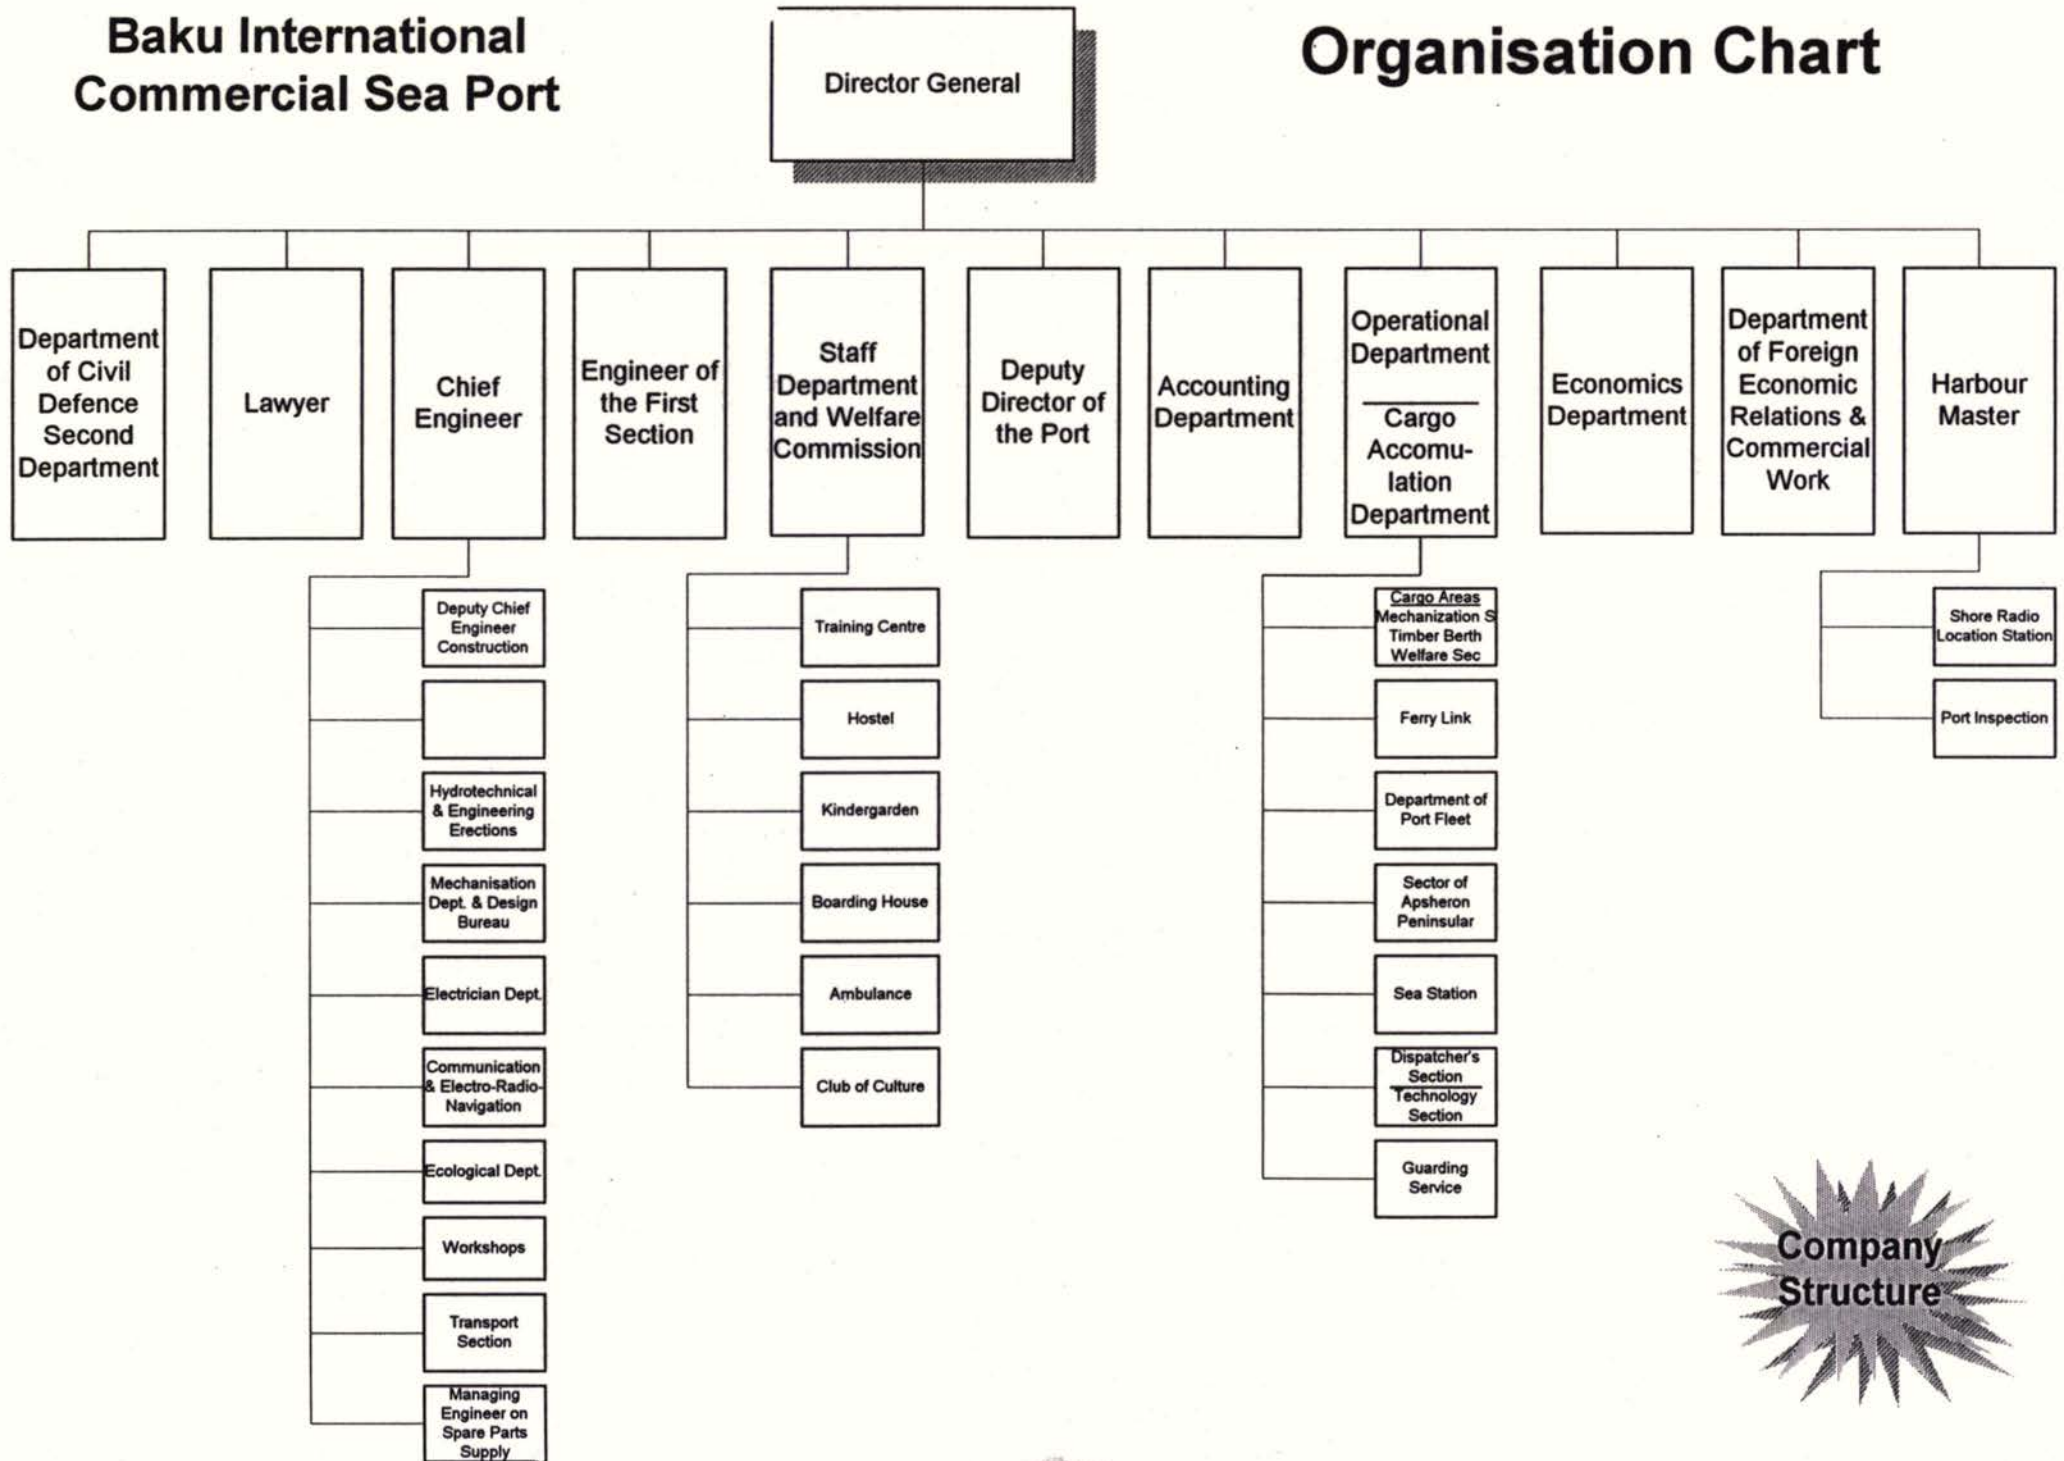 Baku International
Commercial Sea Port
Director General
Organisation Chart
Department
of Civil
Defence
Second
Department
Lawyer
Chief
Engineer
Engineer of
the First
Section
Staff
Department
and Welfare
Commission
Deputy
Director of
the Port
Accounting
Department
Operational
Department
Cargo
Accomu-
lation
Department
Economics
Department
Department
of Foreign
Economic
Relations &
Commercial
Work
Harbour
Master
Deputy Chief
Engineer
Construction
Hydrotechnical
& Engineering
Erections
Mechanisation
Dept. & Design
Bureau
Electrician Dept.
Communication
& Electro-Radio-
Navigation
Ecological Dept.
Workshops
Transport
Section
Managing
Engineer on
Spare Parts
Supply
Training Centre
Hostel
Kindergarden
Boarding House
Ambulance
Club of Culture
Cargo Areas
Mechanization S
Timber Berth
Welfare Sec
Ferry Link
Department of
Port Fleet
Sector of
Apsheron
Peninsular
Sea Station
Dispatcher's
Section
Technology
Section
Guarding
Service
Shore Radio
Location Station
Port Inspection
Company
Structure